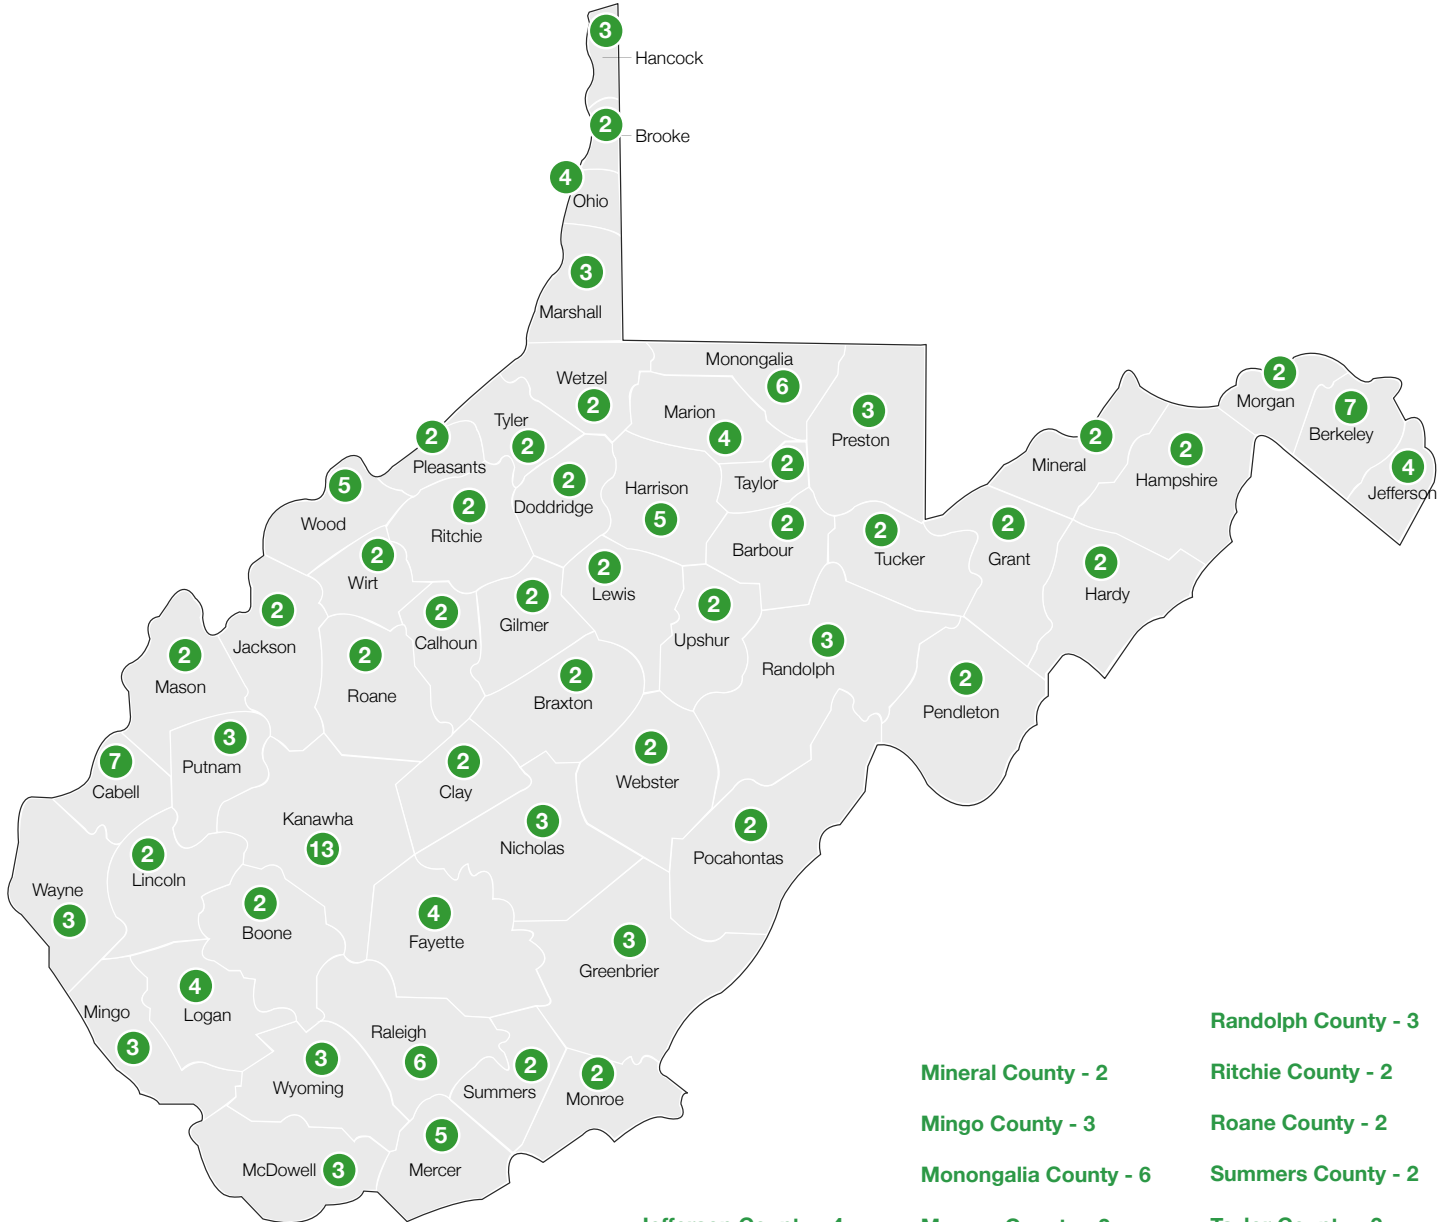 3
Hancock
2
Brooke
4
Ohio
3
Marshall
Monongalia
6
Wetzel
2
Marion
4
3
Preston
2
Morgan
7
Berkeley
4
Jefferson
Tyler
2
2
Pleasants
2
Taylor
2
Mineral
2
Hampshire
5
Wood
2
Ritchie
2
Doddridge
Harrison
5
2
Barbour
2
Tucker
2
Grant
2
Hardy
2
Wirt
2
Lewis
2
Jackson
2
Calhoun
2
Gilmer
2
Upshur
3
Randolph
2
Mason
2
Roane
2
Braxton
2
Pendleton
3
Putnam
7
Cabell
2
Clay
2
Webster
Kanawha
13
3
Nicholas
2
Pocahontas
2
Lincoln
Wayne
3
2
Boone
4
Fayette
3
Greenbrier
4
Logan
Mingo
3
Raleigh
6
3
Wyoming
2
Summers
2
Monroe
5
Mercer
McDowell
3
Mineral County - 2
Mingo County - 3
Monongalia County - 6
Randolph County - 3
Ritchie County - 2
Roane County - 2
Summers County - 2